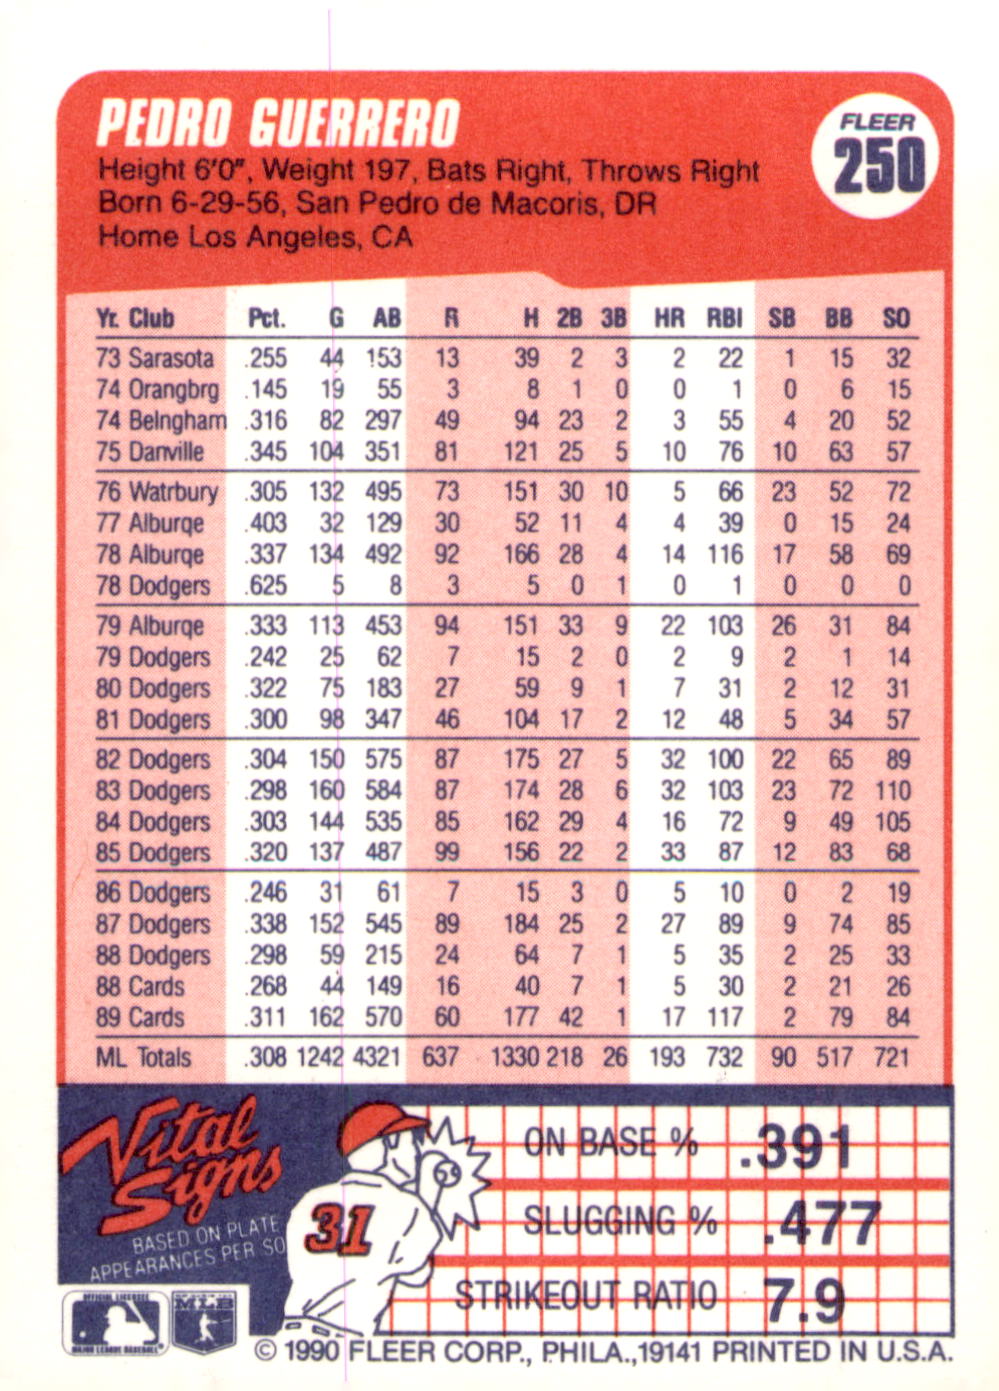 PEDRO GUERRERO
FLEER
250
Height 6'0", Weight 197, Bats Right, Throws Right
Born 6-29-56, San Pedro de Macoris, DR
Home Los Angeles, CA
Yr. Club Pct. G AB R H 2B 3B HR RBI SB BB SO
73 Sarasota .255 44 153 13 39 2 3 2 22 1 15 32
74 Orangbrg .145 19 55 3 8 1 0 0 1 0 6 15
74 Belngham .316 82 297 49 94 23 2 3 55 4 20 52
75 Danville .345 104 351 81 121 25 5 10 76 10 63 57
76 Watrbury .305 132 495 73 151 30 10 5 66 23 52 72
77 Alburqe .403 32 129 30 52 11 4 4 39 0 15 24
78 Alburqe .337 134 492 92 166 28 4 14 116 17 58 69
78 Dodgers .625 5 8 3 5 0 1 0 1 0 0 0
79 Alburqe .333 113 453 94 151 33 9 22 103 26 31 84
79 Dodgers .242 25 62 7 15 2 0 2 9 2 1 14
80 Dodgers .322 75 183 27 59 9 1 7 31 2 12 31
81 Dodgers .300 98 347 46 104 17 2 12 48 5 34 57
82 Dodgers .304 150 575 87 175 27 5 32 100 22 65 89
83 Dodgers .298 160 584 87 174 28 6 32 103 23 72 110
84 Dodgers .303 144 535 85 162 29 4 16 72 9 49 105
85 Dodgers .320 137 487 99 156 22 2 33 87 12 83 68
86 Dodgers .246 31 61 7 15 3 0 5 10 0 2 19
87 Dodgers .338 152 545 89 184 25 2 27 89 9 74 85
88 Dodgers .298 59 215 24 64 7 1 5 35 2 25 33
88 Cards .268 44 149 16 40 7 1 5 30 2 21 26
89 Cards .311 162 570 60 177 42 1 17 117 2 79 84
ML Totals .308 1242 4321 637 1330 218 26 193 732 90 517 721
Vital
Signs
BASED ON PLATE
APPEARANCES PER SO
31
ON BASE % .391
SLUGGING % .477
STRIKEOUT RATIO 7.9
OFFICIAL LICENSEE
MAJOR LEAGUE BASEBALL
MLB
© 1990 FLEER CORP., PHILA.,19141 PRINTED IN U.S.A.